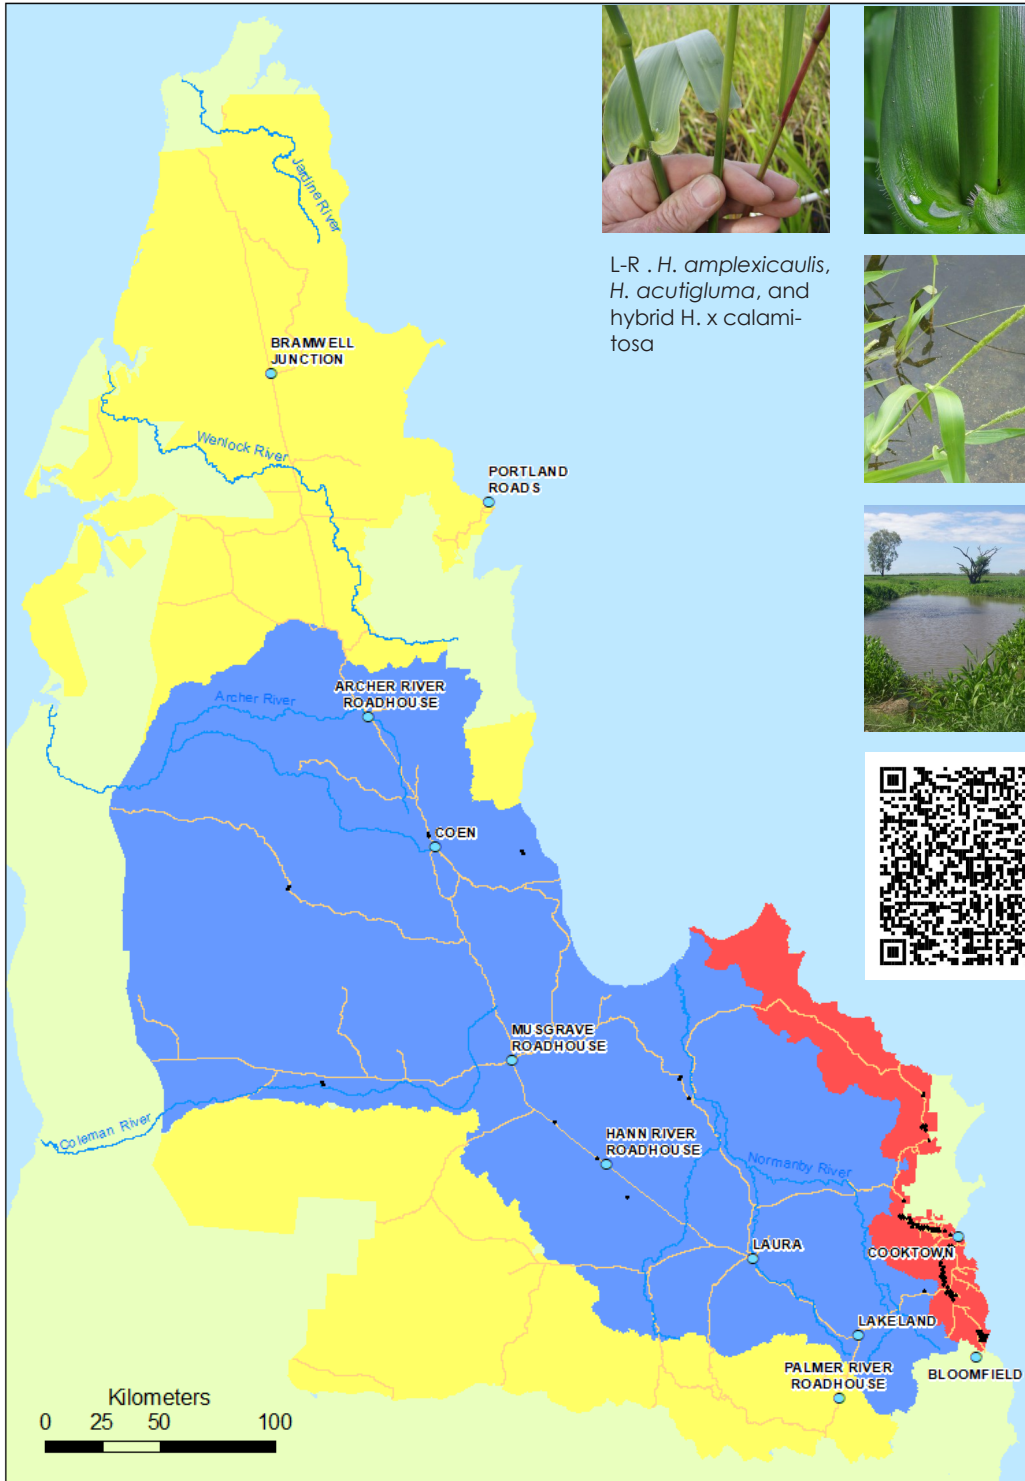 L-R . H. amplexicaulis,
H. acutigluma, and
hybrid H. x calami-
tosa
Jardine River
BRAMWELL
JUNCTION
Wenlock River
PORTLAND
ROADS
ARCHER RIVER
ROADHOUSE
Archer River
COEN
MUSGRAVE
ROADHOUSE
Coleman River
HANN RIVER
ROADHOUSE
Normanby River
LAURA
COOKTOWN
LAKELAND
PALMER RIVER
ROADHOUSE
BLOOMFIELD
Kilometers
0 25 50 100